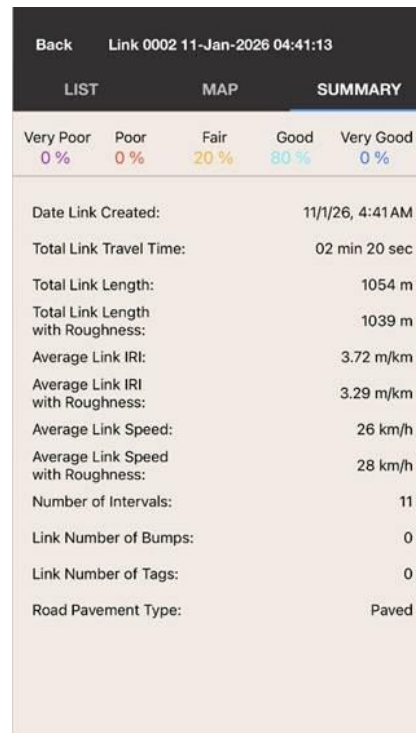 Back Link 0002 11-Jan-2026 04:41:13
LIST MAP SUMMARY
Very Poor Poor Fair Good Very Good
0 % 0 % 20 % 80 % 0 %
Date Link Created: 11/1/26, 4:41 AM
Total Link Travel Time: 02 min 20 sec
Total Link Length: 1054 m
Total Link Length
with Roughness: 1039 m
Average Link IRI: 3.72 m/km
Average Link IRI
with Roughness: 3.29 m/km
Average Link Speed: 26 km/h
Average Link Speed
with Roughness: 28 km/h
Number of Intervals: 11
Link Number of Bumps: 0
Link Number of Tags: 0
Road Pavement Type: Paved